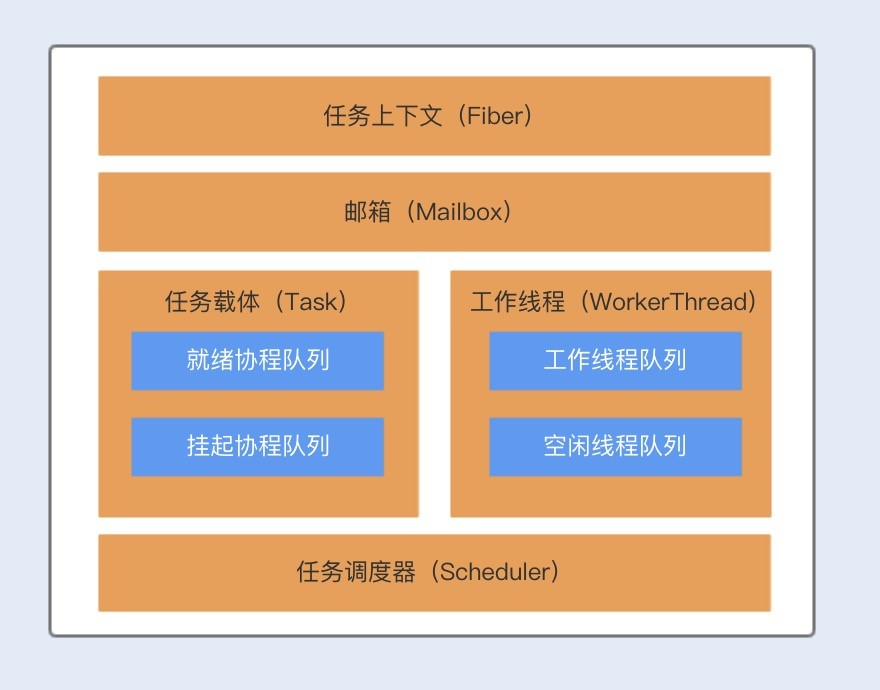 任务上下文（Fiber）
邮箱（Mailbox）
任务载体（Task）
就绪协程队列
挂起协程队列
工作线程（WorkerThread）
工作线程队列
空闲线程队列
任务调度器（Scheduler）